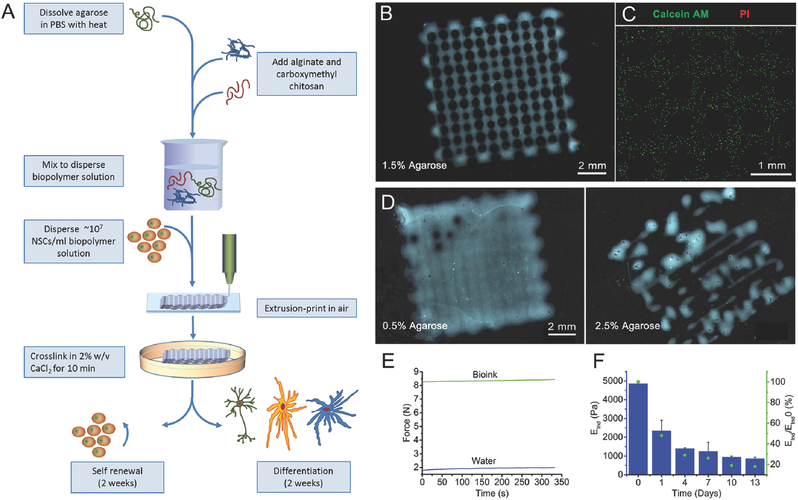 A
Dissolve agarose
in PBS with heat
Add alginate and
carboxymethyl
chitosan
Mix to disperse
biopolymer solution
Disperse ~10⁷
NSCs/ml biopolymer
solution
Extrusion-print in air
Crosslink in 2% w/v
CaCl₂ for 10 min
Self renewal
(2 weeks)
Differentiation
(2 weeks)
B
1.5% Agarose
2 mm
C
Calcein AM PI
1 mm
D
0.5% Agarose
2 mm
2.5% Agarose
E
Force (N)
9
8
7
6
5
4
3
2
Bioink
Water
0 50 100 150 200 250 300 350
Time (s)
F
E_ind (Pa)
5000
4000
3000
2000
1000
0
0 1 4 7 10 13
Time (Days)
100
80
60
40
20
0
E_ind/E_ind0 (%)